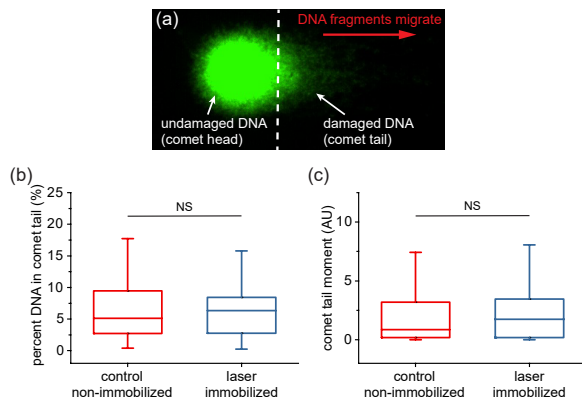 (a)
DNA fragments migrate
undamaged DNA
(comet head)
damaged DNA
(comet tail)
(b)
percent DNA in comet tail (%)
25
20
15
10
5
0
NS
control
non-immobilized
laser
immobilized
(c)
comet tail moment (AU)
10
5
0
NS
control
non-immobilized
laser
immobilized